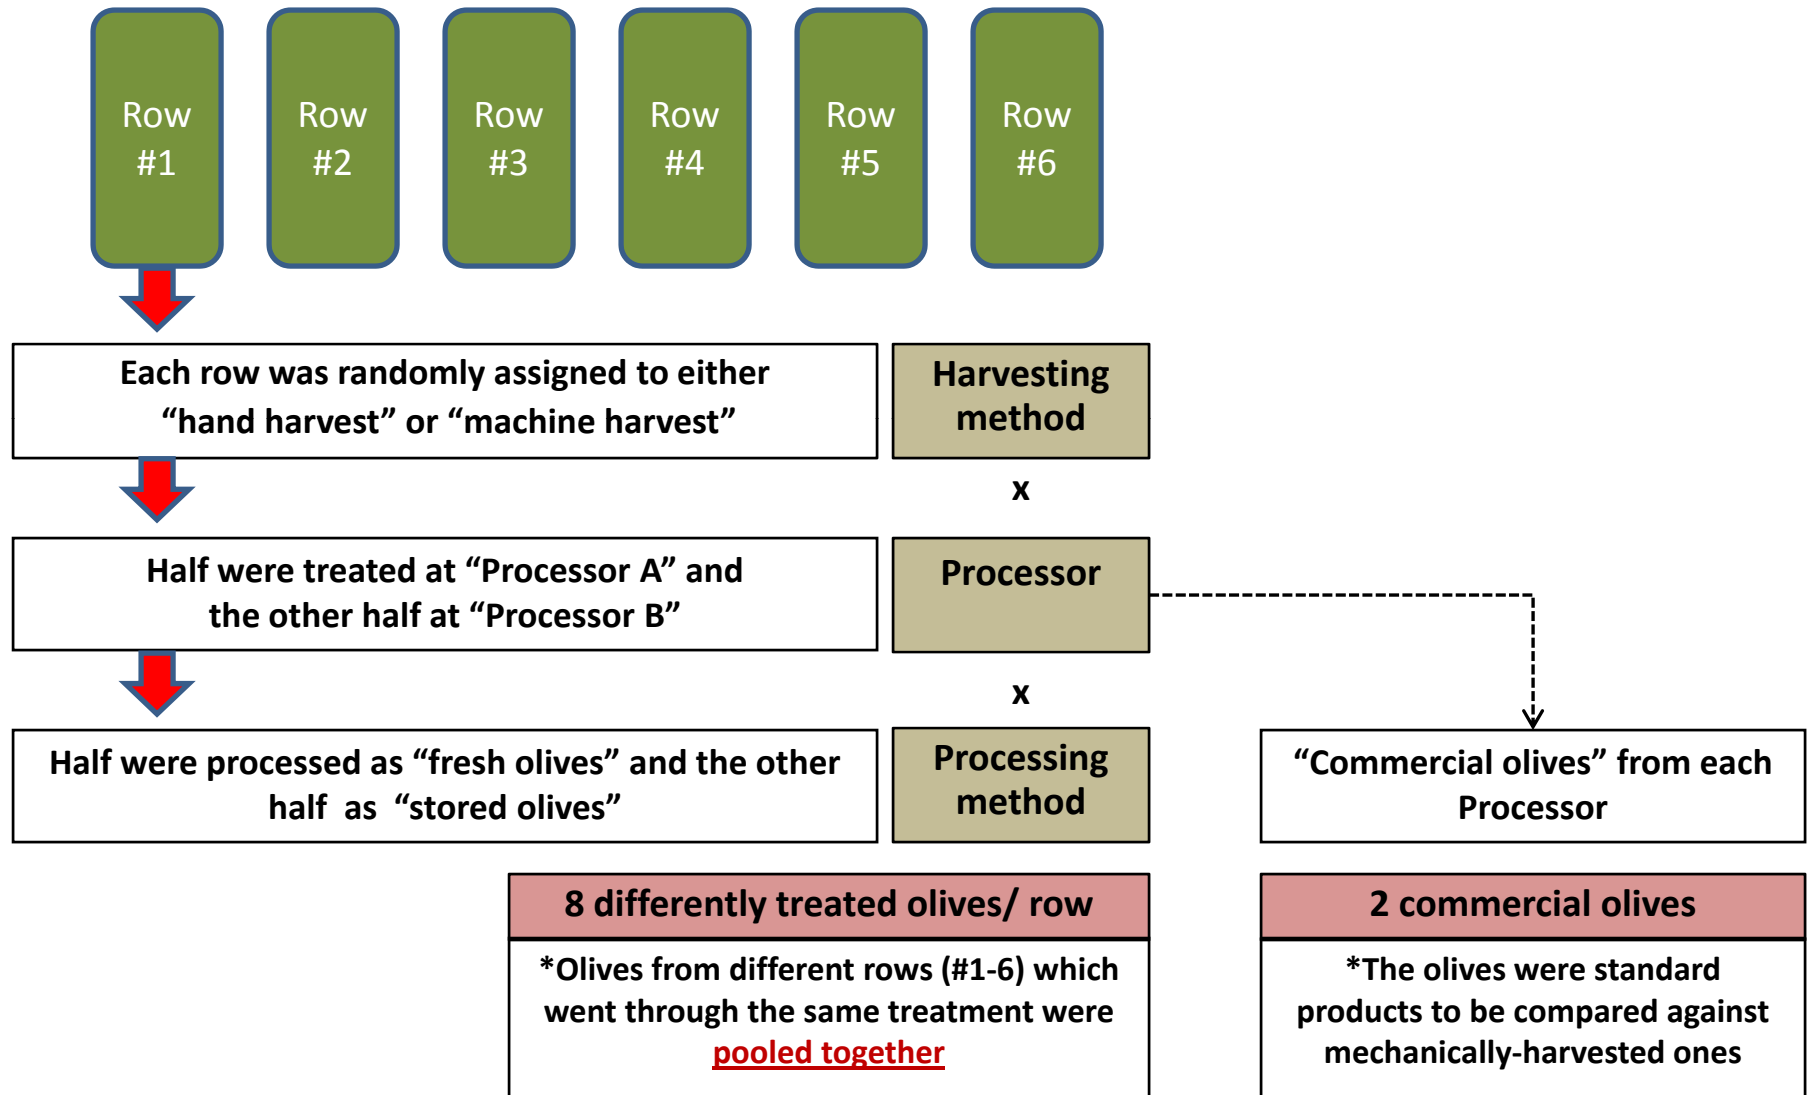 Row
#1
Row
#2
Row
#3
Row
#4
Row
#5
Row
#6
Each row was randomly assigned to either
“hand harvest” or “machine harvest”
Harvesting
method
x
Half were treated at “Processor A” and
the other half at “Processor B”
Processor
x
Half were processed as “fresh olives” and the other
half as “stored olives”
Processing
method
“Commercial olives” from each
Processor
8 differently treated olives/ row
*Olives from different rows (#1-6) which
went through the same treatment were
pooled together
2 commercial olives
*The olives were standard
products to be compared against
mechanically-harvested ones